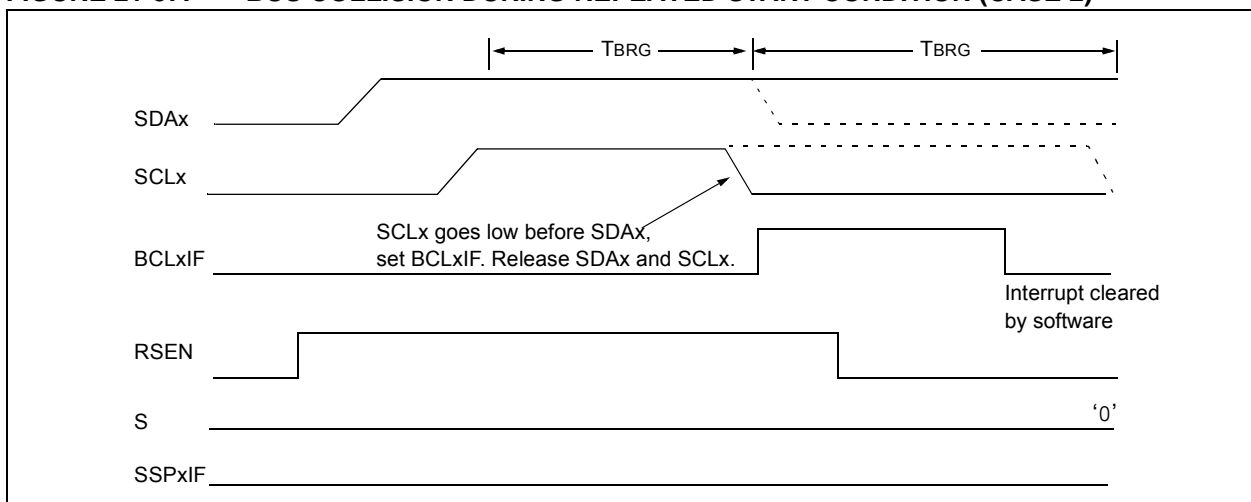 TBRG TBRG
SDAx
SCLx
SCLx goes low before SDAx,
set BCLxIF. Release SDAx and SCLx.
BCLxIF
Interrupt cleared
by software
RSEN
S ‘0’
SSPxIF